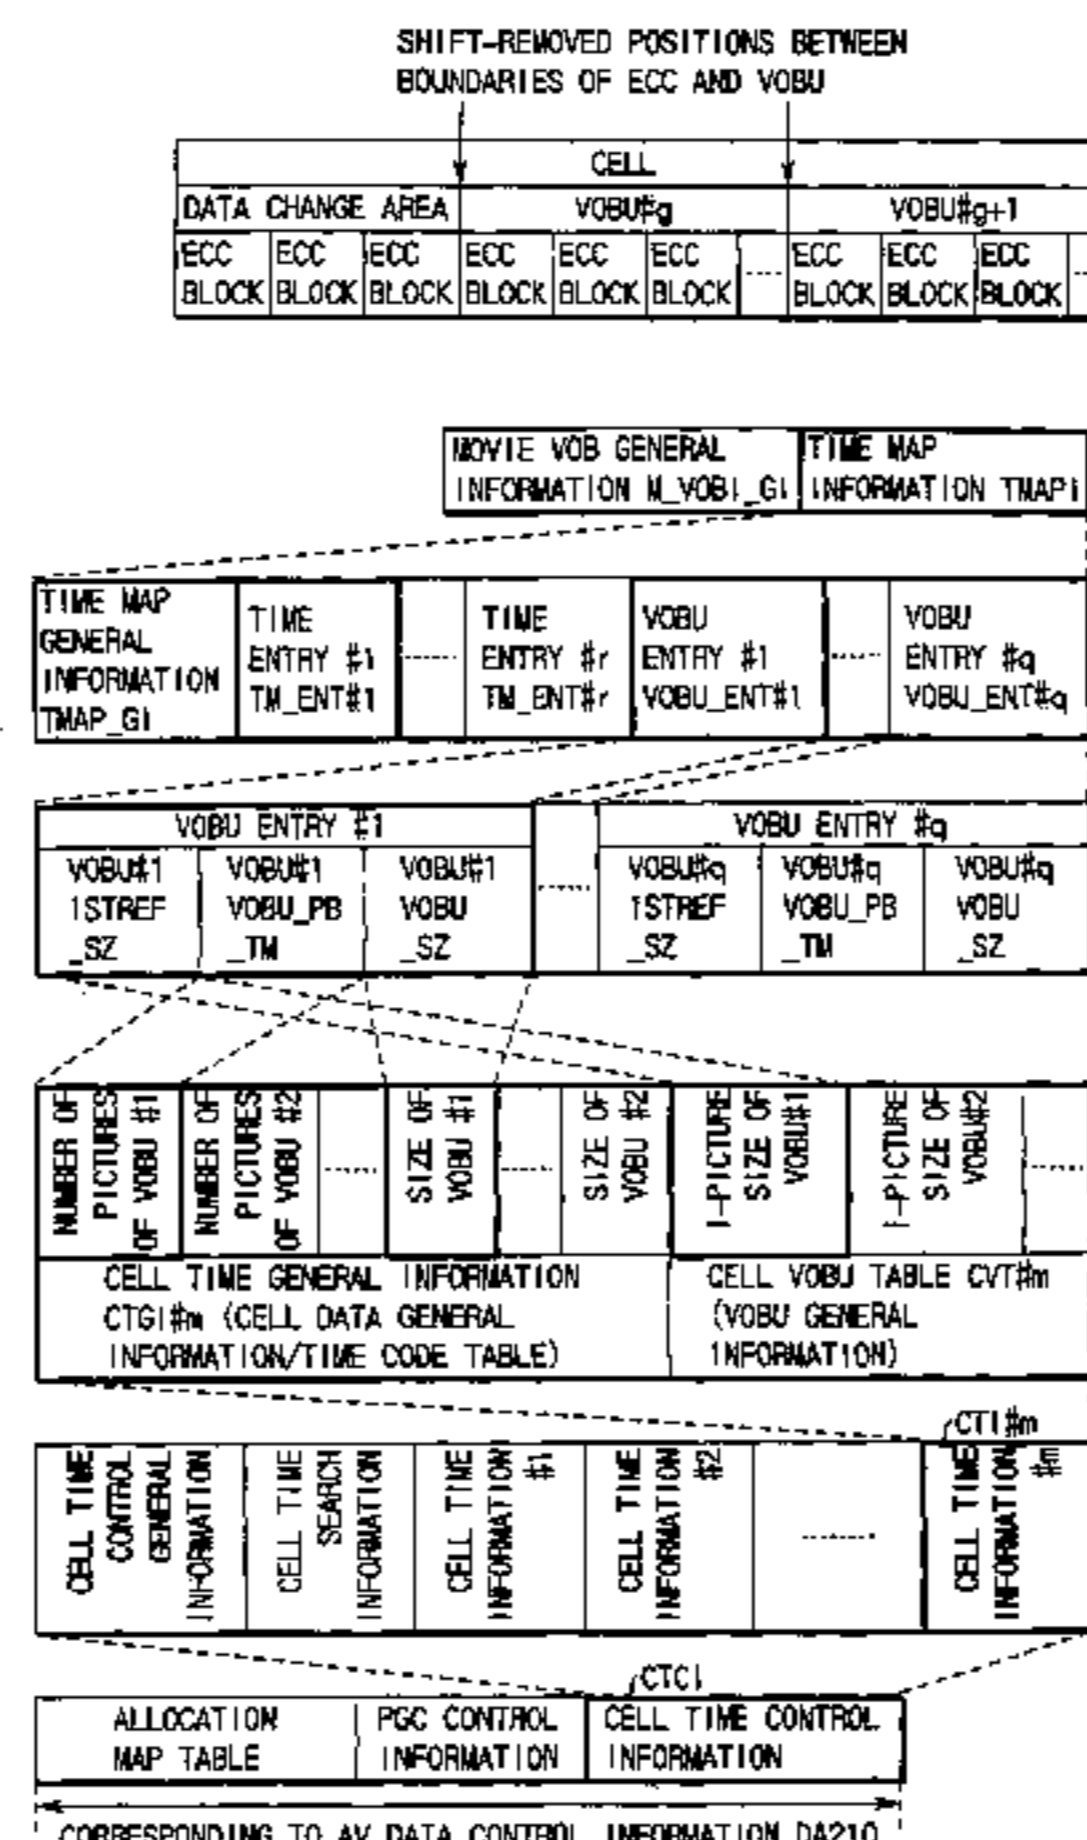 SHIFT-REMOVED POSITIONS BETWEEN
BOUNDARIES OF ECC AND VOBU
CELL
DATA CHANGE AREA VOBU#g VOBU#g+1
ECC ECC ECC ECC ECC ECC ECC ECC ECC
BLOCK BLOCK BLOCK BLOCK BLOCK BLOCK BLOCK BLOCK BLOCK
MOVIE VOB GENERAL
INFORMATION M_VOBI_GI
TIME MAP
INFORMATION TMAPI
TIME MAP
GENERAL
INFORMATION
TMAP_GI
TIME
ENTRY #1
TM_ENT#1
TIME
ENTRY #r
TM_ENT#r
VOBU
ENTRY #1
VOBU_ENT#1
VOBU
ENTRY #q
VOBU_ENT#q
VOBU ENTRY #1
VOBU ENTRY #q
VOBU#1
1STREF
_SZ
VOBU#1
VOBU_PB
_TM
VOBU#1
VOBU
_SZ
VOBU#q
1STREF
_SZ
VOBU#q
VOBU_PB
_TM
VOBU#q
VOBU
_SZ
NUMBER OF
PICTURES
OF VOBU #1
NUMBER OF
PICTURES
OF VOBU #2
SIZE OF
VOBU #1
SIZE OF
VOBU #2
I-PICTURE
SIZE OF
VOBU#1
I-PICTURE
SIZE OF
VOBU#2
CELL TIME GENERAL INFORMATION
CTGI#m (CELL DATA GENERAL
INFORMATION/TIME CODE TABLE)
CELL VOBU TABLE CVT#m
(VOBU GENERAL
INFORMATION)
CTI#m
CELL TIME
CONTROL
GENERAL
INFORMATION
CELL TIME
SEARCH
INFORMATION
CELL TIME
INFORMATION
#1
CELL TIME
INFORMATION
#2
CELL TIME
INFORMATION
#m
CTCI
ALLOCATION
MAP TABLE
PGC CONTROL
INFORMATION
CELL TIME CONTROL
INFORMATION
CORRESPONDING TO AV DATA CONTROL INFORMATION DA210